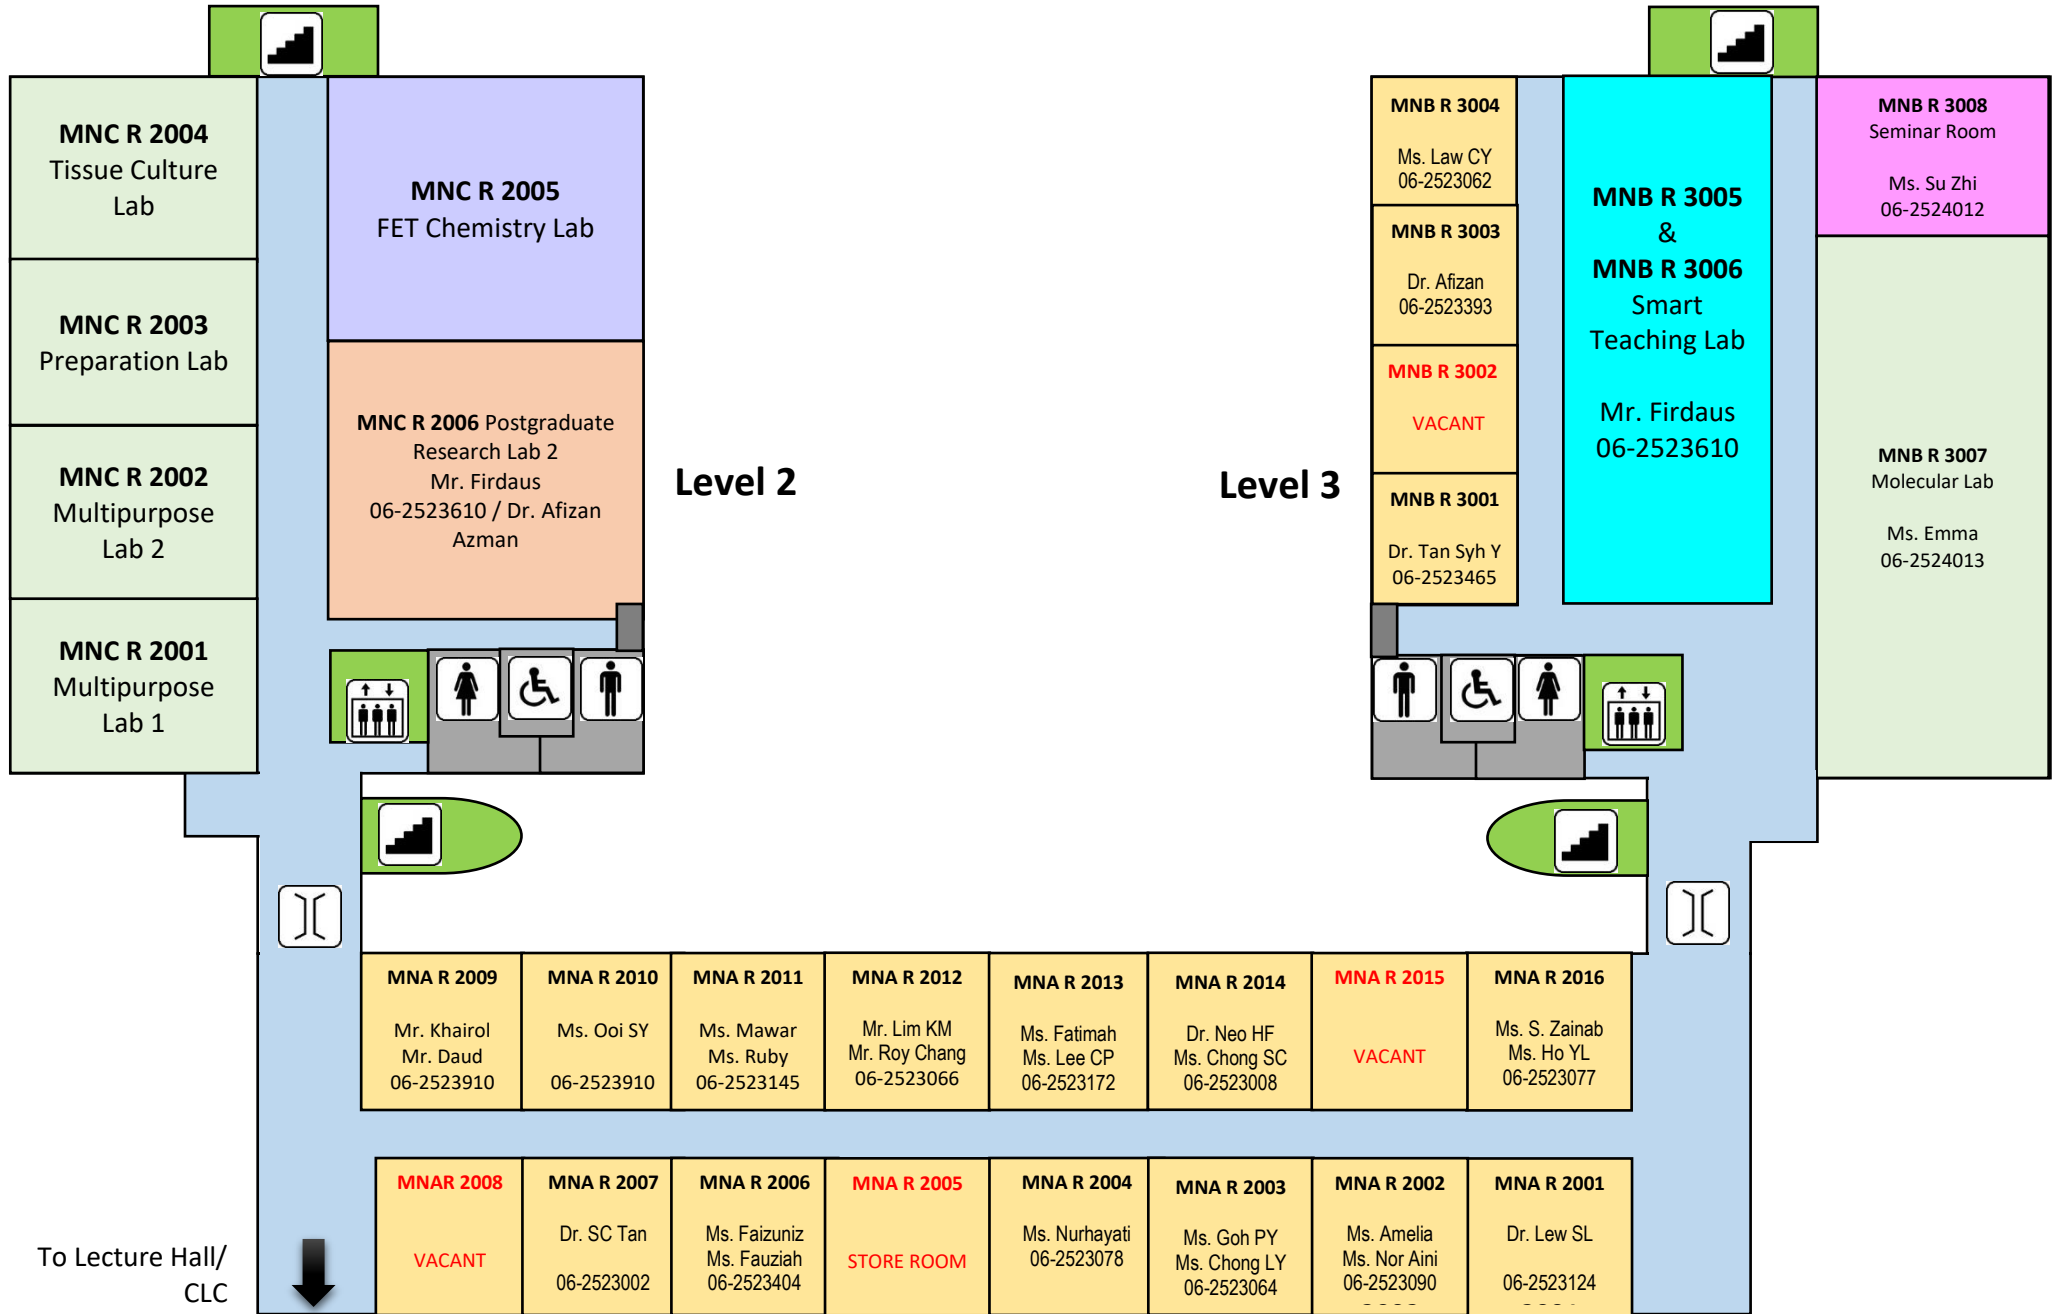 MNC R 2004
Tissue Culture
Lab
MNC R 2003
Preparation Lab
MNC R 2002
Multipurpose
Lab 2
MNC R 2001
Multipurpose
Lab 1
MNC R 2005
FET Chemistry Lab
MNC R 2006 Postgraduate
Research Lab 2
Mr. Firdaus
06-2523610 / Dr. Afizan
Azman
Level 2
Level 3
MNB R 3004
Ms. Law CY
06-2523062
MNB R 3003
Dr. Afizan
06-2523393
MNB R 3002
VACANT
MNB R 3001
Dr. Tan Syh Y
06-2523465
MNB R 3005
&
MNB R 3006
Smart
Teaching Lab
Mr. Firdaus
06-2523610
MNB R 3008
Seminar Room
Ms. Su Zhi
06-2524012
MNB R 3007
Molecular Lab
Ms. Emma
06-2524013
MNA R 2009
Mr. Khairol
Mr. Daud
06-2523910
MNA R 2010
Ms. Ooi SY
06-2523910
MNA R 2011
Ms. Mawar
Ms. Ruby
06-2523145
MNA R 2012
Mr. Lim KM
Mr. Roy Chang
06-2523066
MNA R 2013
Ms. Fatimah
Ms. Lee CP
06-2523172
MNA R 2014
Dr. Neo HF
Ms. Chong SC
06-2523008
MNA R 2015
VACANT
MNA R 2016
Ms. S. Zainab
Ms. Ho YL
06-2523077
MNAR 2008
VACANT
MNA R 2007
Dr. SC Tan
06-2523002
MNA R 2006
Ms. Faizuniz
Ms. Fauziah
06-2523404
MNA R 2005
STORE ROOM
MNA R 2004
Ms. Nurhayati
06-2523078
MNA R 2003
Ms. Goh PY
Ms. Chong LY
06-2523064
MNA R 2002
Ms. Amelia
Ms. Nor Aini
06-2523090
MNA R 2001
Dr. Lew SL
06-2523124
To Lecture Hall/
CLC